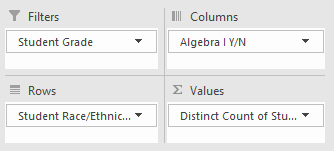 Filters
Columns
Student Grade
Algebra I Y/N
Rows
Values
Student Race/Ethnic...
Distinct Count of Stu...